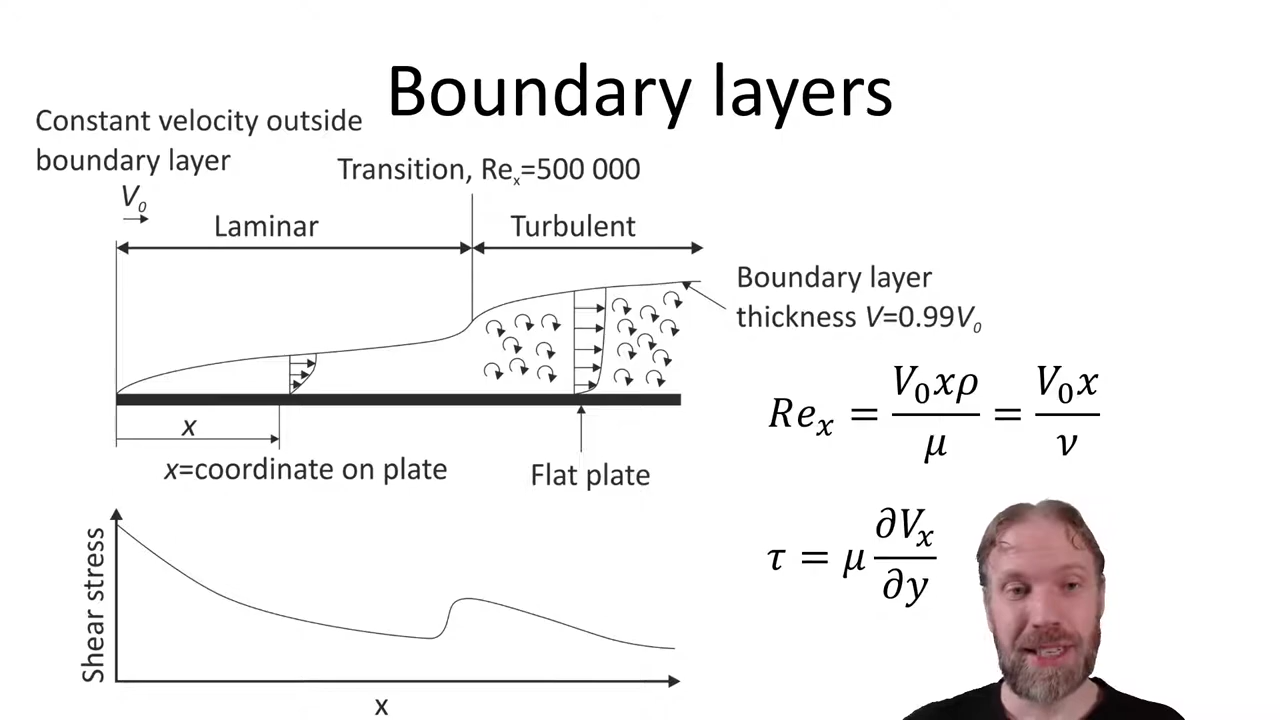 Boundary layers
Constant velocity outside
boundary layer
V₀
Transition, Reₓ=500 000
Laminar
Turbulent
Boundary layer
thickness V=0.99V₀
x
x=coordinate on plate
Flat plate
Reₓ = V₀xρ/μ = V₀x/ν
τ = μ ∂Vₓ/∂y
Shear stress
x